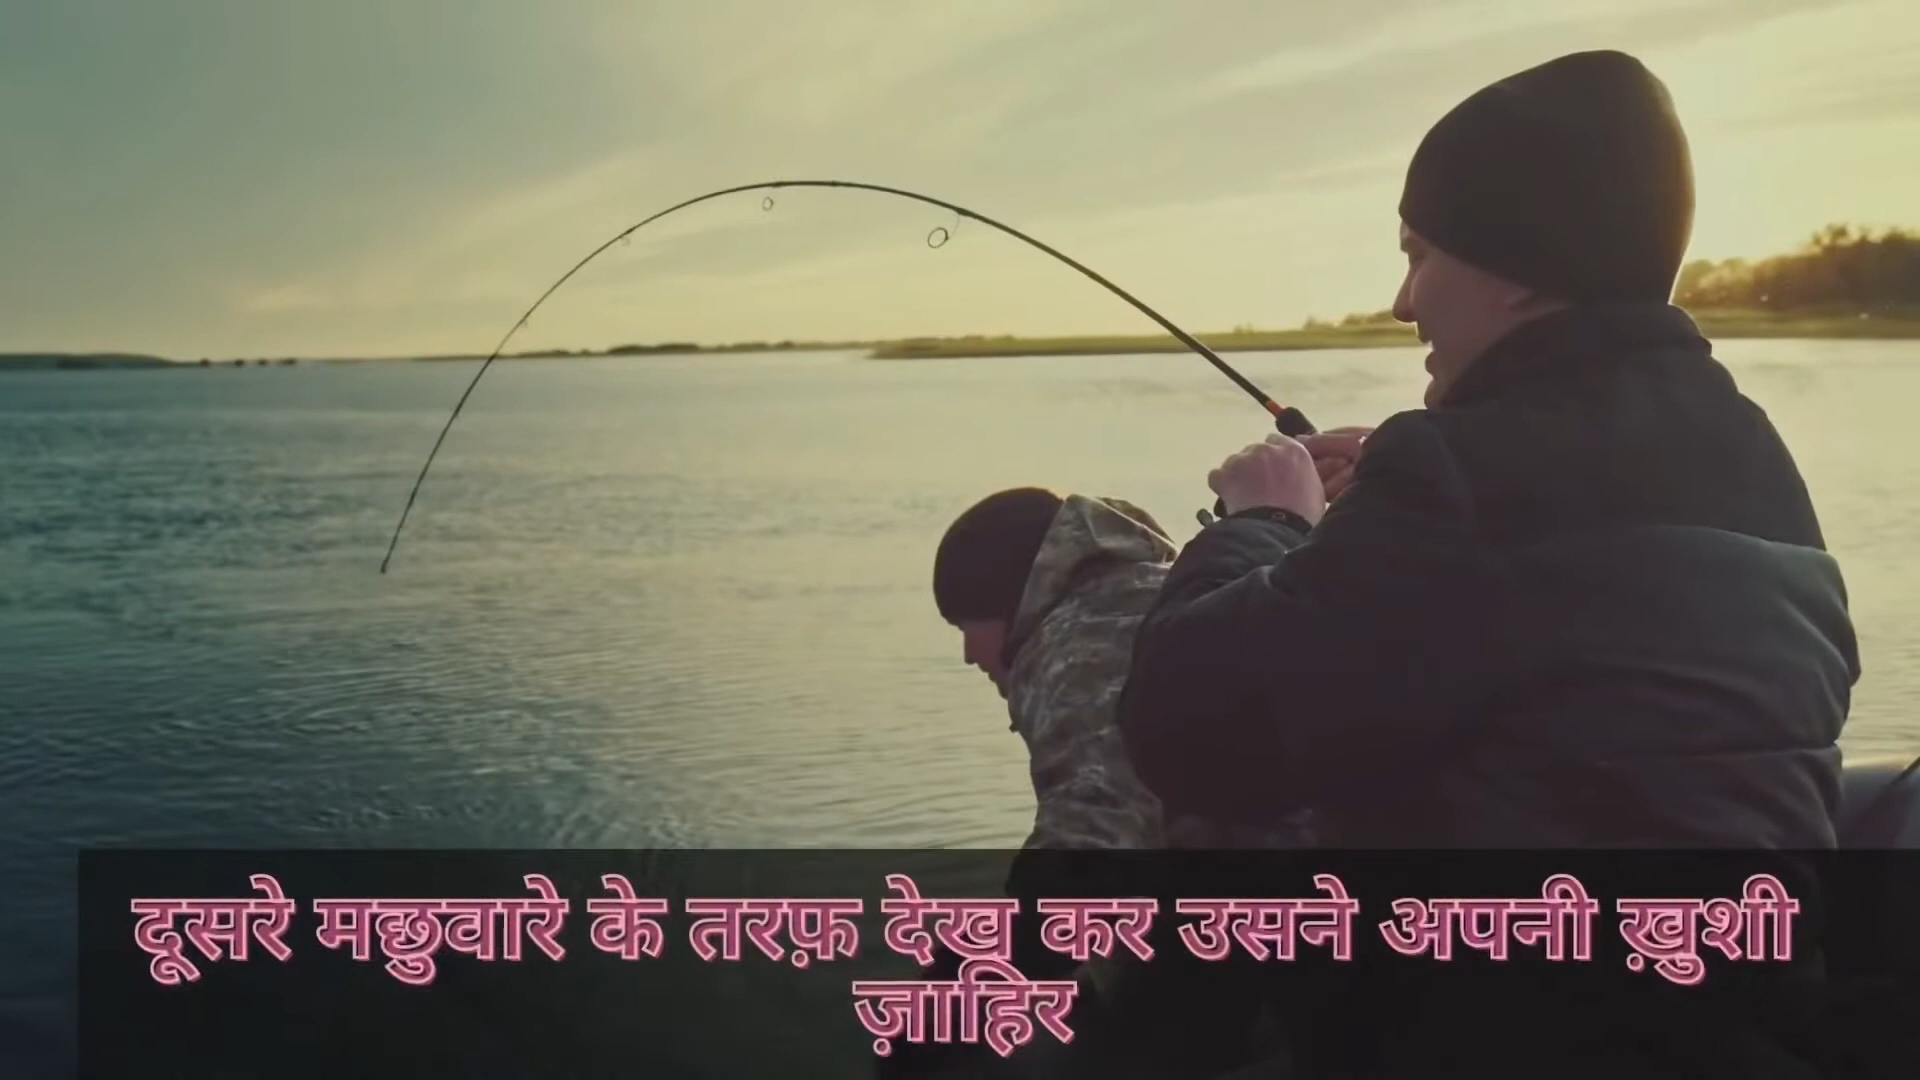 दूसरे मछुवारे के तरफ़ देख कर उसने अपनी ख़ुशी
ज़ाहिर